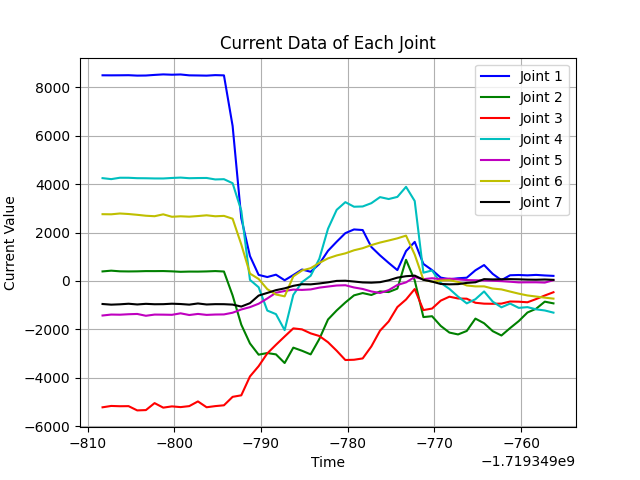 Current Data of Each Joint
Current Value
8000
6000
4000
2000
0
−2000
−4000
−6000
Joint 1
Joint 2
Joint 3
Joint 4
Joint 5
Joint 6
Joint 7
−810 −800 −790 −780 −770 −760
Time
−1.719349e9